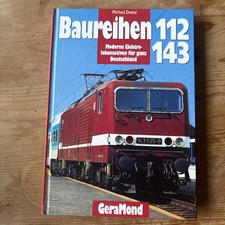 Michael Dostal
Baureihen 112
143
Moderne Elektro-
lokomotiven für ganz
Deutschland
GeraMond